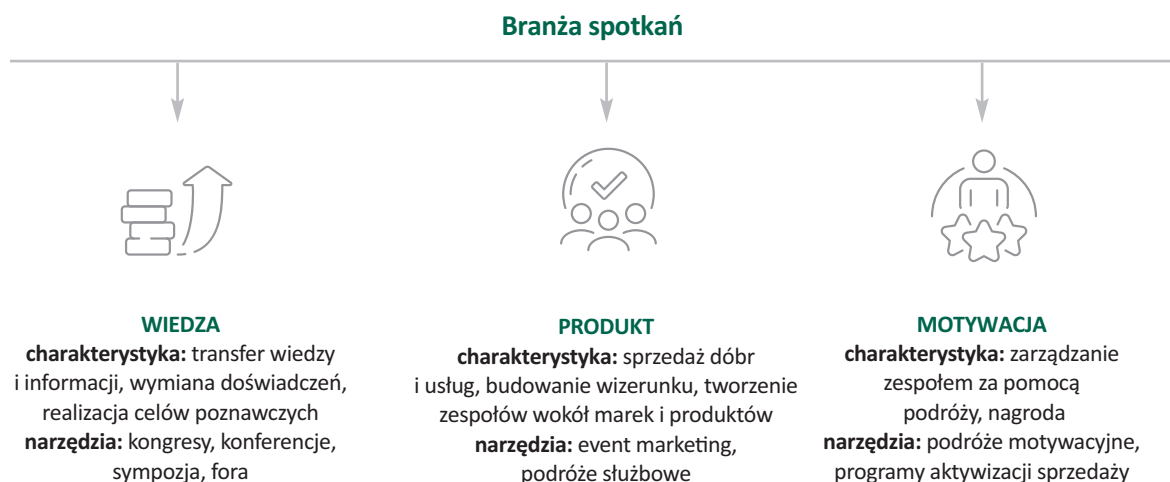 Branża spotkań
WIEDZA
charakterystyka: transfer wiedzy
i informacji, wymiana doświadczeń,
realizacja celów poznawczych
narzędzia: kongresy, konferencje,
sympozja, fora
PRODUKT
charakterystyka: sprzedaż dóbr
i usług, budowanie wizerunku, tworzenie
zespołów wokół marek i produktów
narzędzia: event marketing,
podróże służbowe
MOTYWACJA
charakterystyka: zarządzanie
zespołem za pomocą
podróży, nagroda
narzędzia: podróże motywacyjne,
programy aktywizacji sprzedaży